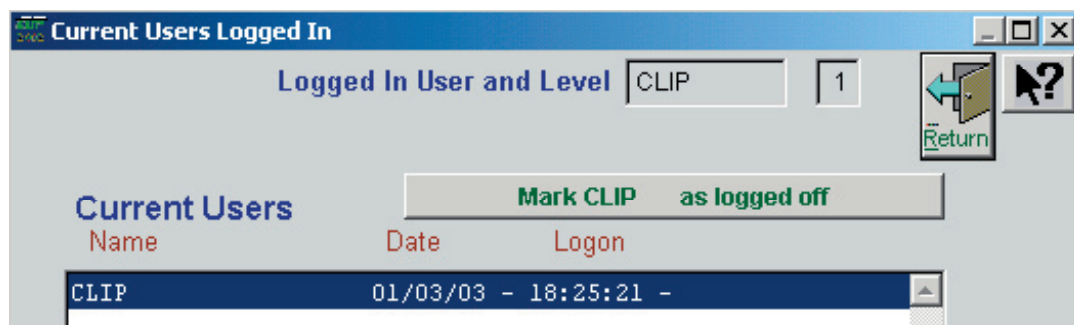 Current Users Logged In
Logged In User and Level CLIP 1
?
Return
Mark CLIP as logged off
Current Users
Name Date Logon
CLIP 01/03/03 - 18:25:21 -